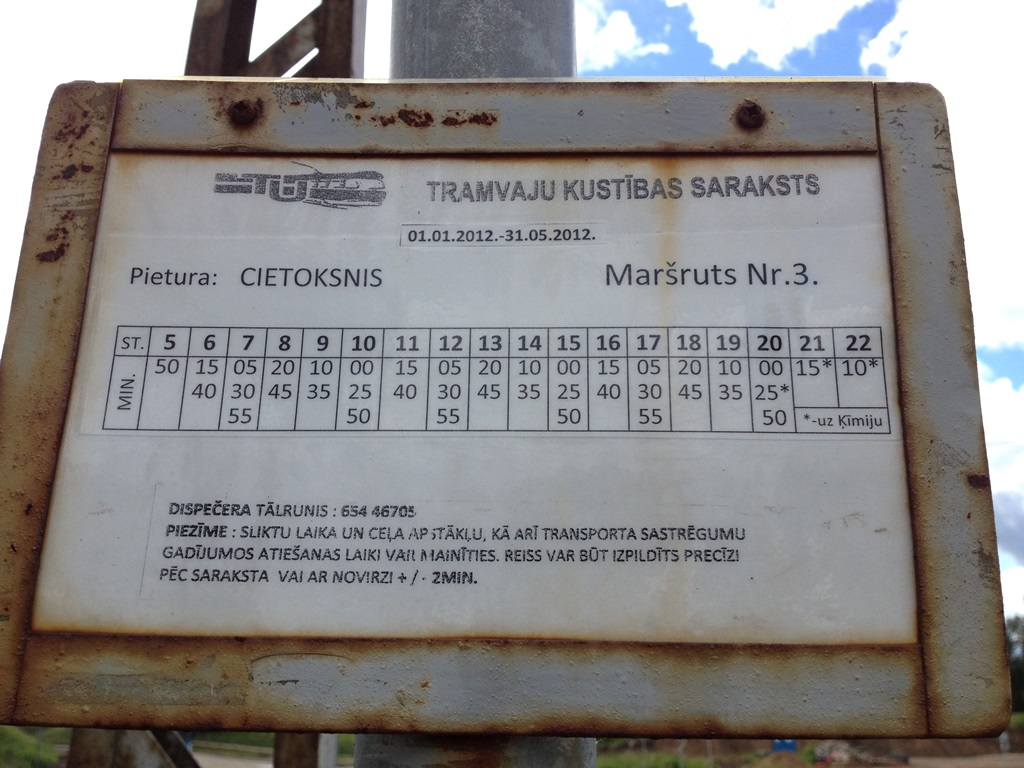 TU TRAMVAJU KUSTĪBAS SARAKSTS
01.01.2012.-31.05.2012.
Pietura: CIETOKSNIS Maršruts Nr.3.
ST. 5 6 7 8 9 10 11 12 13 14 15 16 17 18 19 20 21 22
MIN. 50 15 05 20 10 00 15 05 20 10 00 15 05 20 10 00 15* 10*
40 30 45 35 25 40 30 45 35 25 40 30 45 35 25*
55 50 55 50 55 50 *-uz Ķīmiju
DISPEČERA TĀLRUNIS : 654 46705
PIEZĪME : SLIKTU LAIKA UN CEĻA APSTĀKĻU, KĀ ARĪ TRANSPORTA SASTRĒGUMU
GADĪJUMOS ATIEŠANAS LAIKI VAR MAINĪTIES. REISS VAR BŪT IZPILDĪTS PRECĪZI
PĒC SARAKSTA VAI AR NOVIRZI + / - 2MIN.